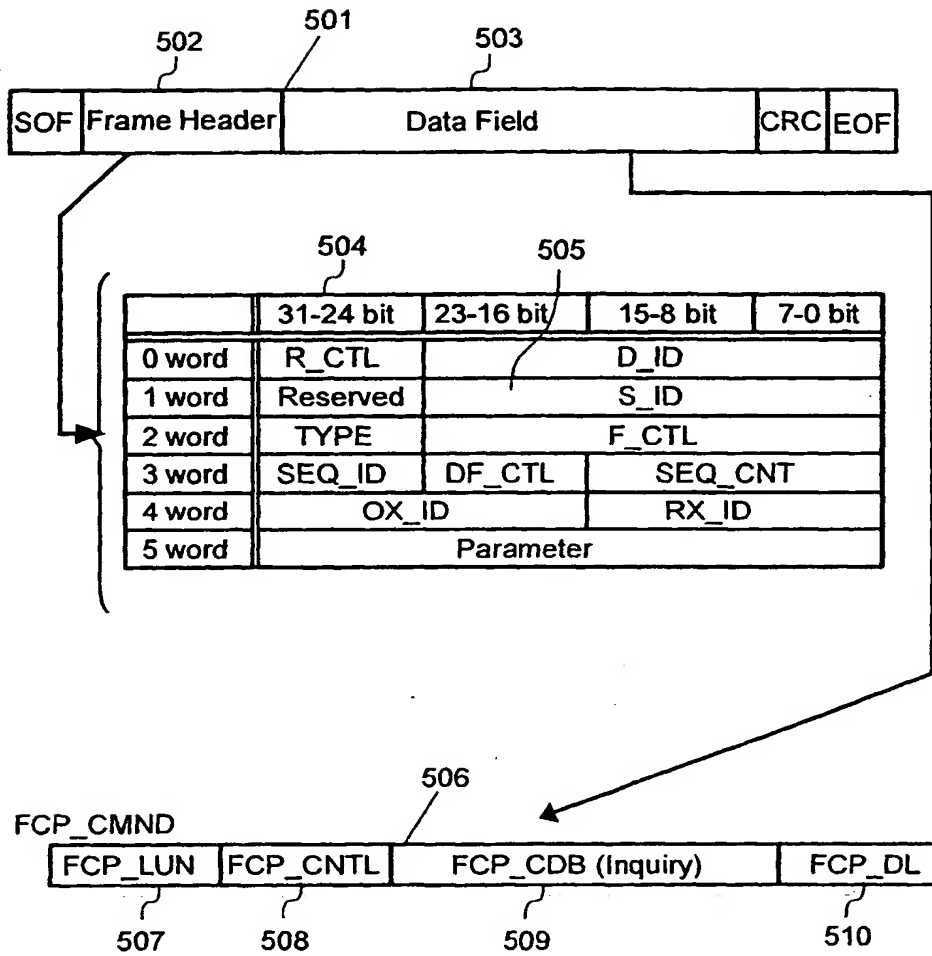 502 501 503
SOF Frame Header Data Field CRC EOF
504 505
31-24 bit 23-16 bit 15-8 bit 7-0 bit
0 word R_CTL D_ID
1 word Reserved S_ID
2 word TYPE F_CTL
3 word SEQ_ID DF_CTL SEQ_CNT
4 word OX_ID RX_ID
5 word Parameter
506
FCP_CMND
FCP_LUN FCP_CNTL FCP_CDB (Inquiry) FCP_DL
507 508 509 510